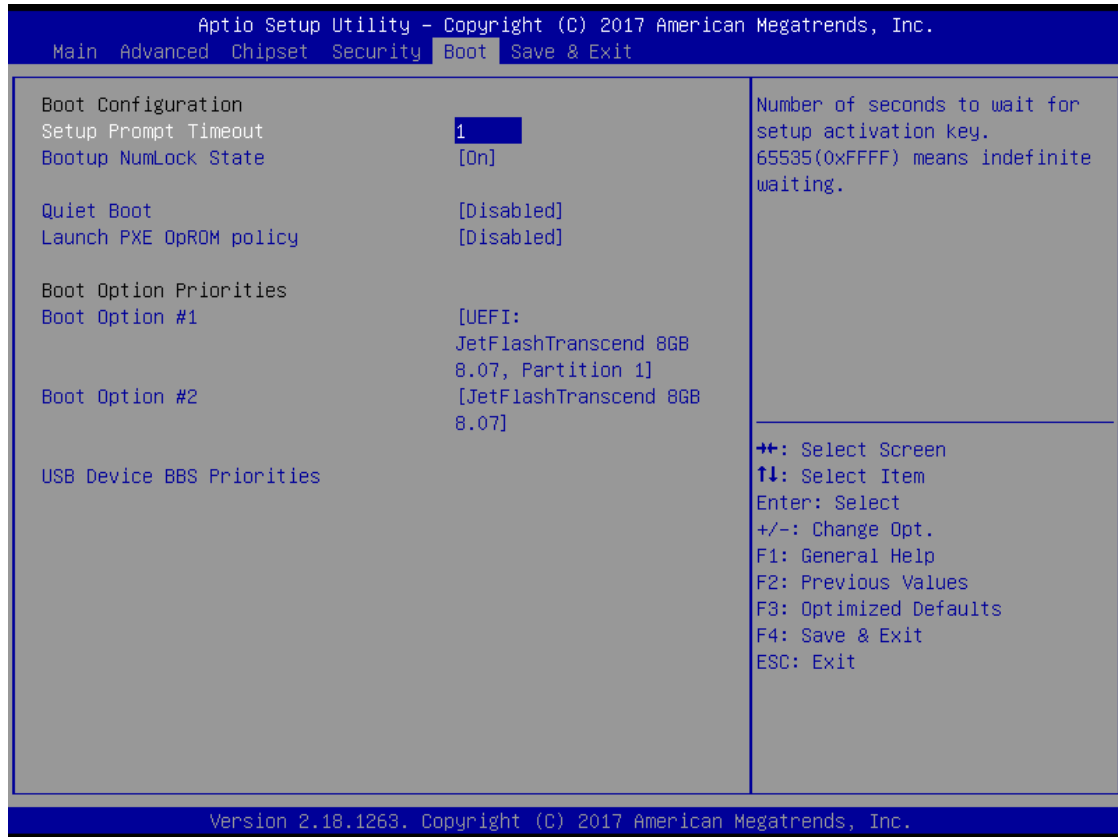 Aptio Setup Utility – Copyright (C) 2017 American Megatrends, Inc.
Main Advanced Chipset Security Boot Save & Exit
Boot Configuration
Setup Prompt Timeout 1
Bootup NumLock State [On]
Quiet Boot [Disabled]
Launch PXE OpROM policy [Disabled]
Boot Option Priorities
Boot Option #1 [UEFI:
JetFlashTranscend 8GB
8.07, Partition 1]
Boot Option #2 [JetFlashTranscend 8GB
8.07]
USB Device BBS Priorities
Number of seconds to wait for
setup activation key.
65535(0xFFFF) means indefinite
waiting.
→←: Select Screen
↑↓: Select Item
Enter: Select
+/-: Change Opt.
F1: General Help
F2: Previous Values
F3: Optimized Defaults
F4: Save & Exit
ESC: Exit
Version 2.18.1263. Copyright (C) 2017 American Megatrends, Inc.